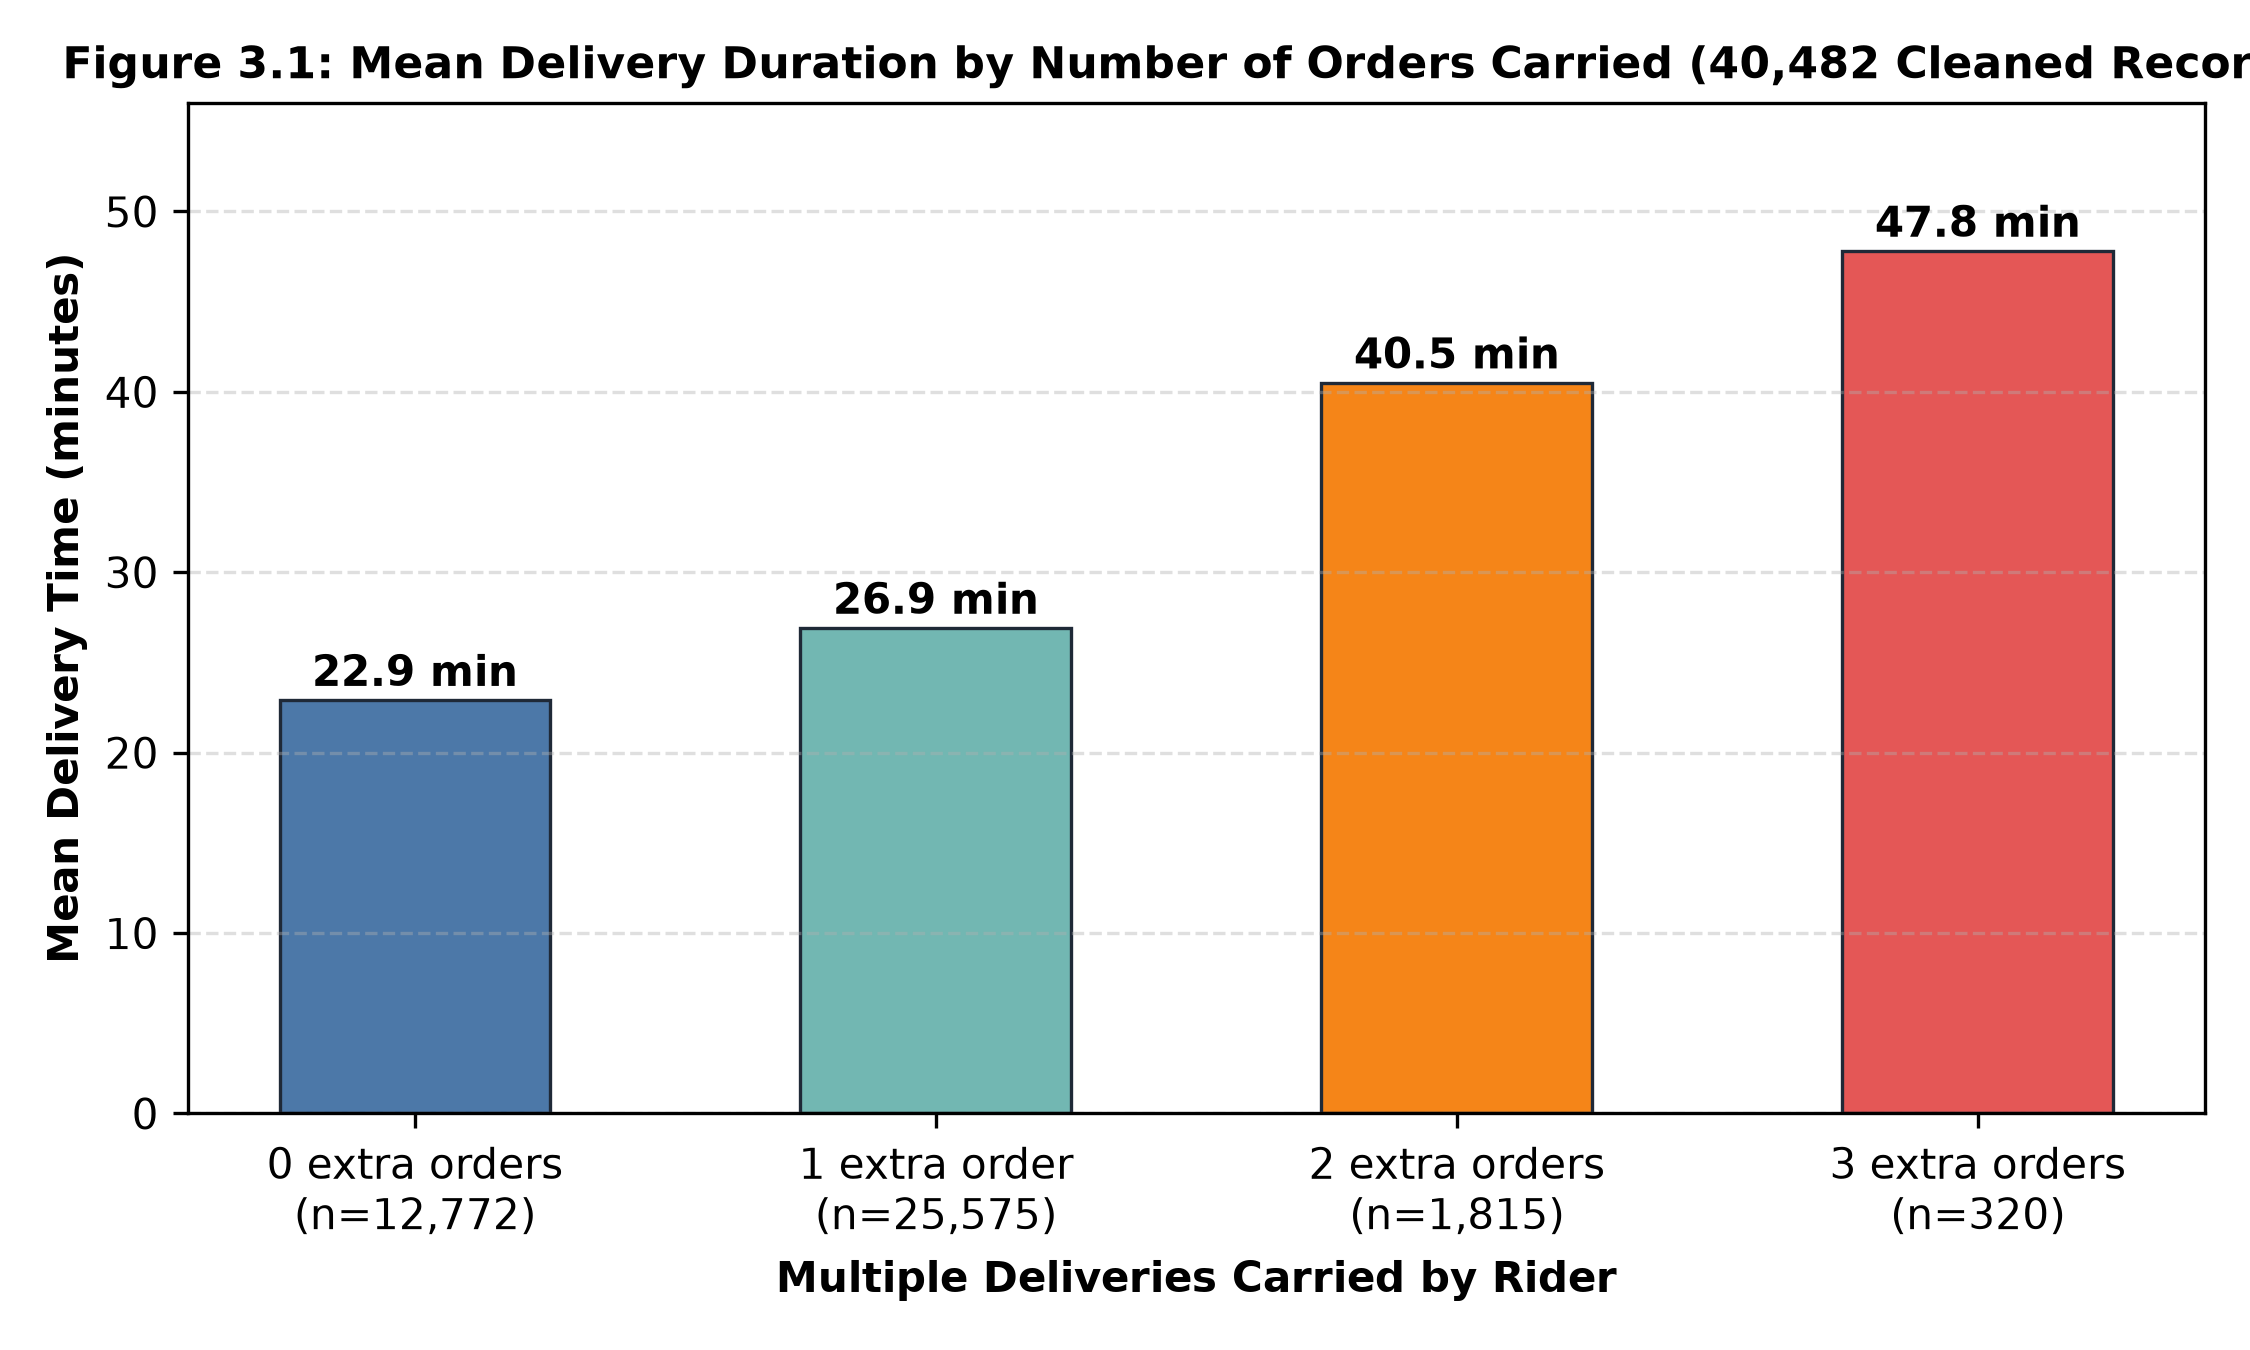 Figure 3.1: Mean Delivery Duration by Number of Orders Carried (40,482 Cleaned Recor
Mean Delivery Time (minutes)
50
40
30
20
10
0
22.9 min
26.9 min
40.5 min
47.8 min
0 extra orders
(n=12,772)
1 extra order
(n=25,575)
2 extra orders
(n=1,815)
3 extra orders
(n=320)
Multiple Deliveries Carried by Rider